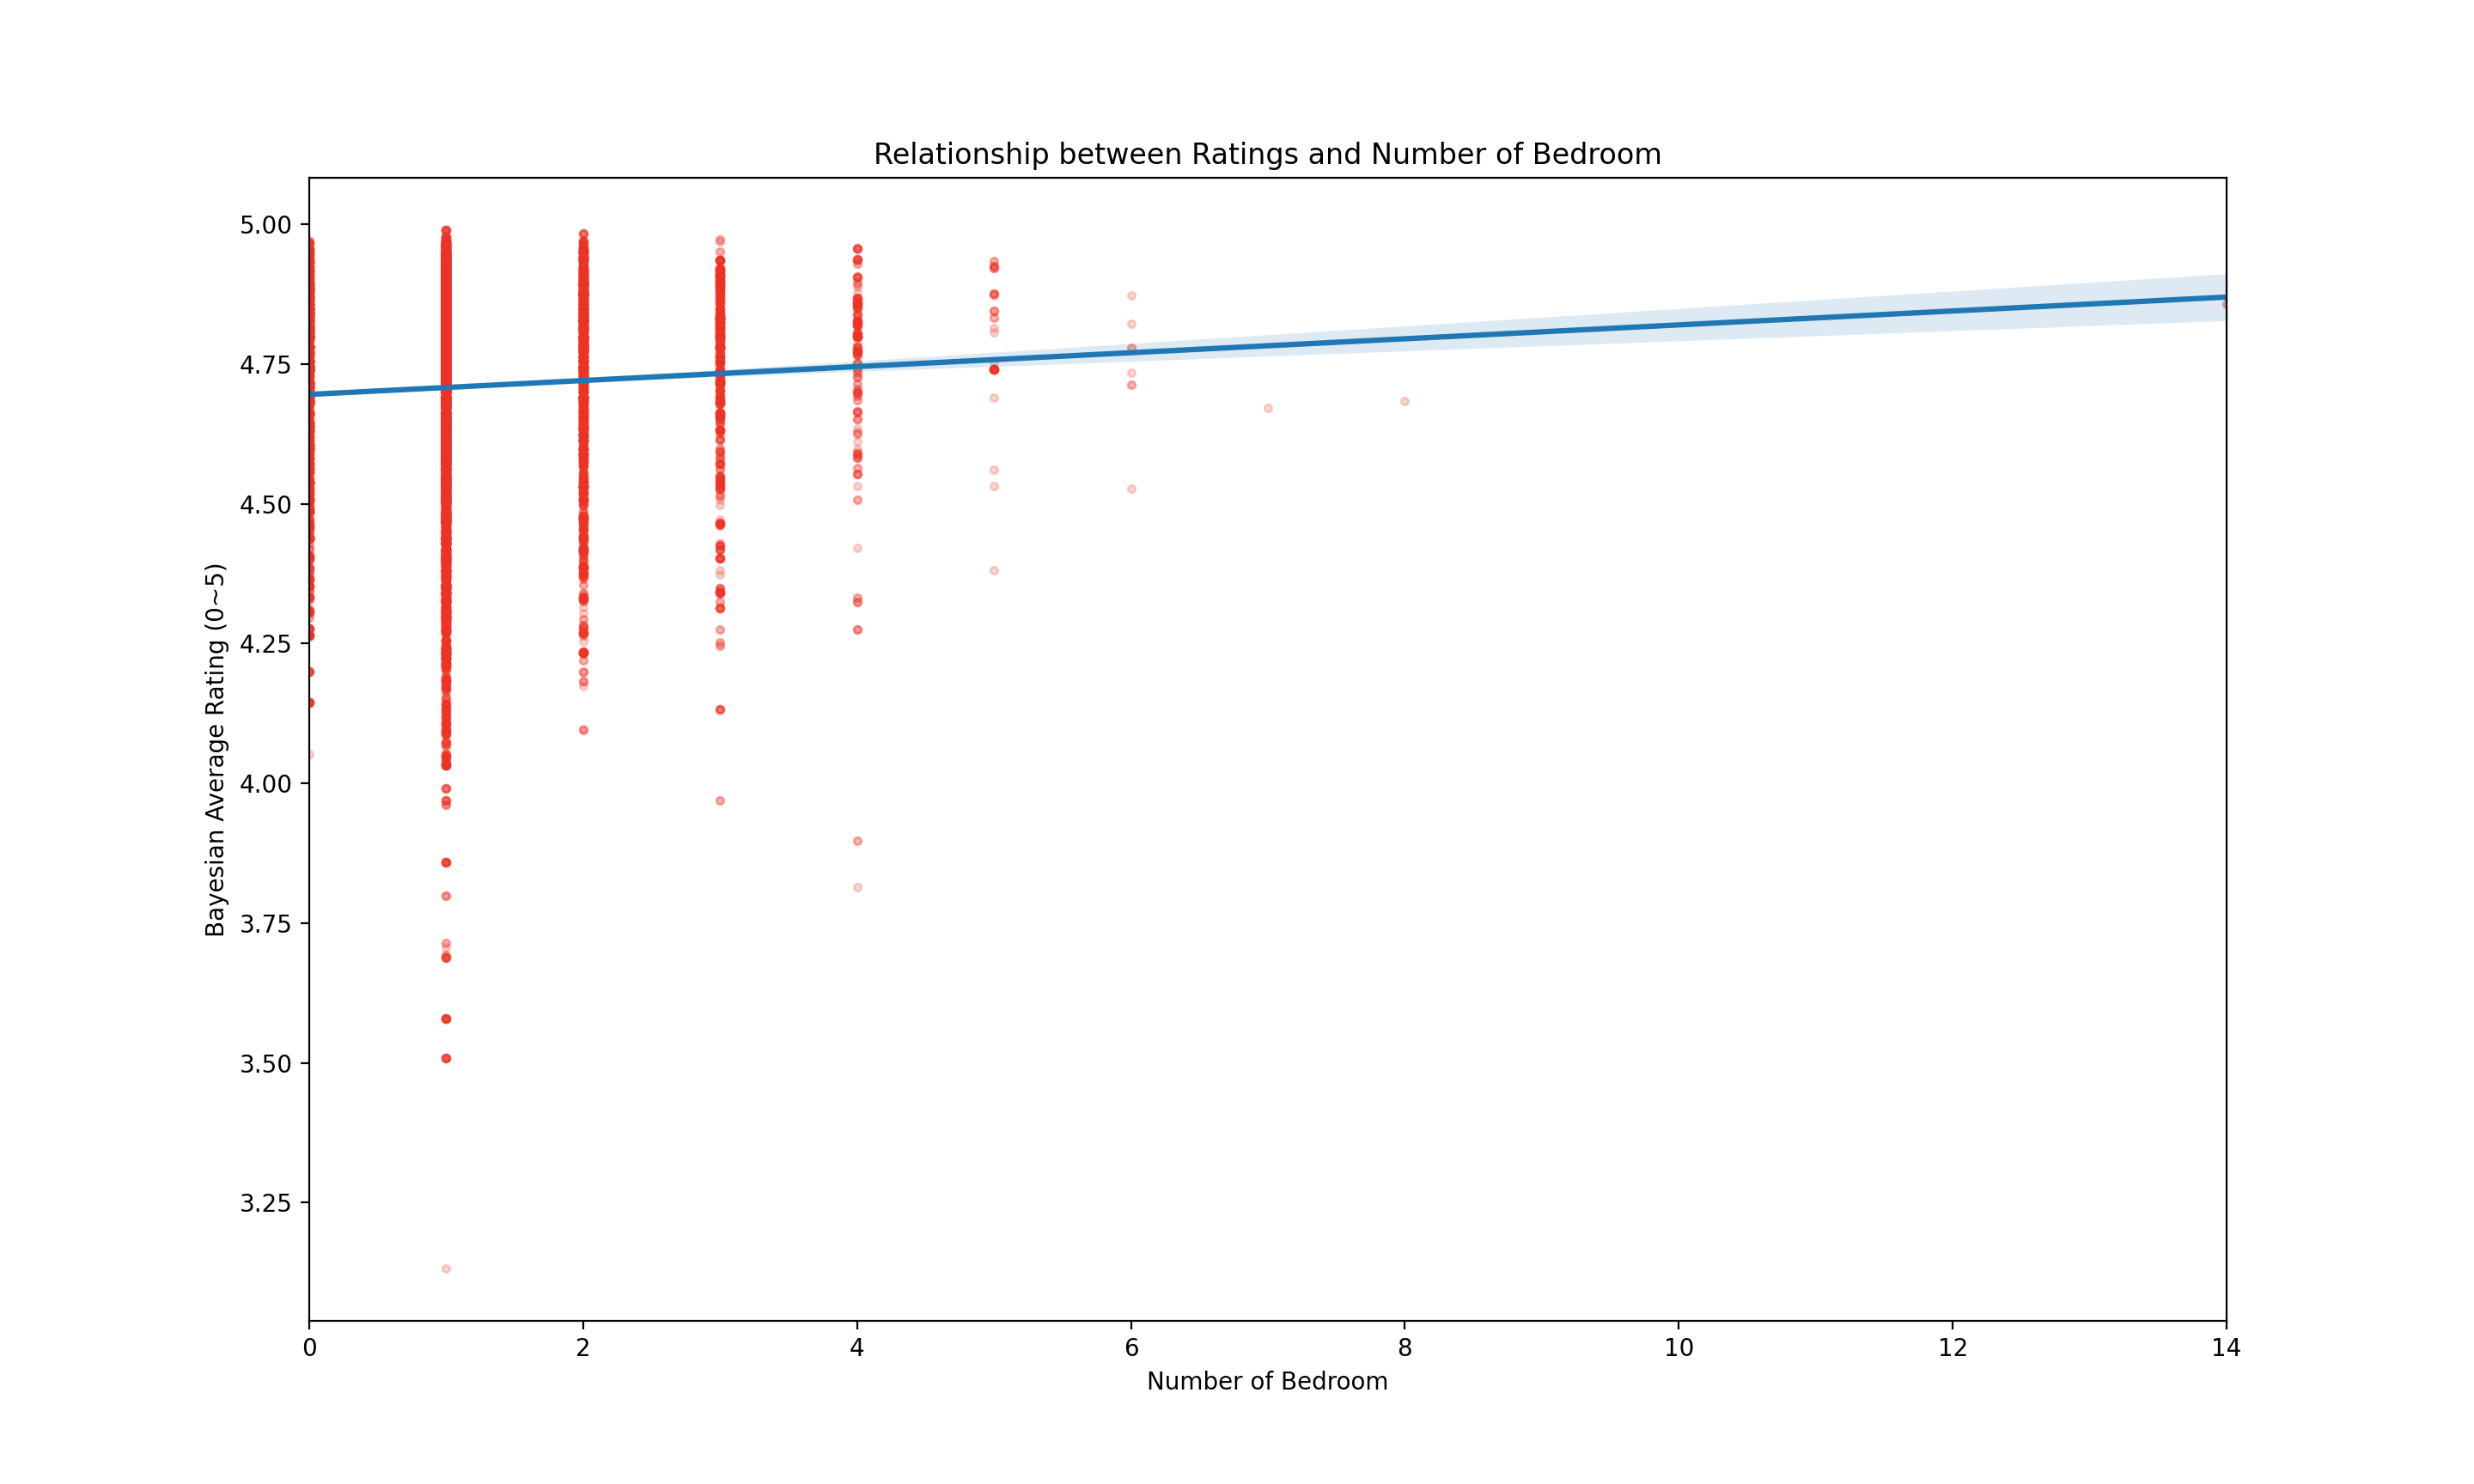 Relationship between Ratings and Number of Bedroom
Bayesian Average Rating (0~5)
5.00
4.75
4.50
4.25
4.00
3.75
3.50
3.25
0 2 4 6 8 10 12 14
Number of Bedroom